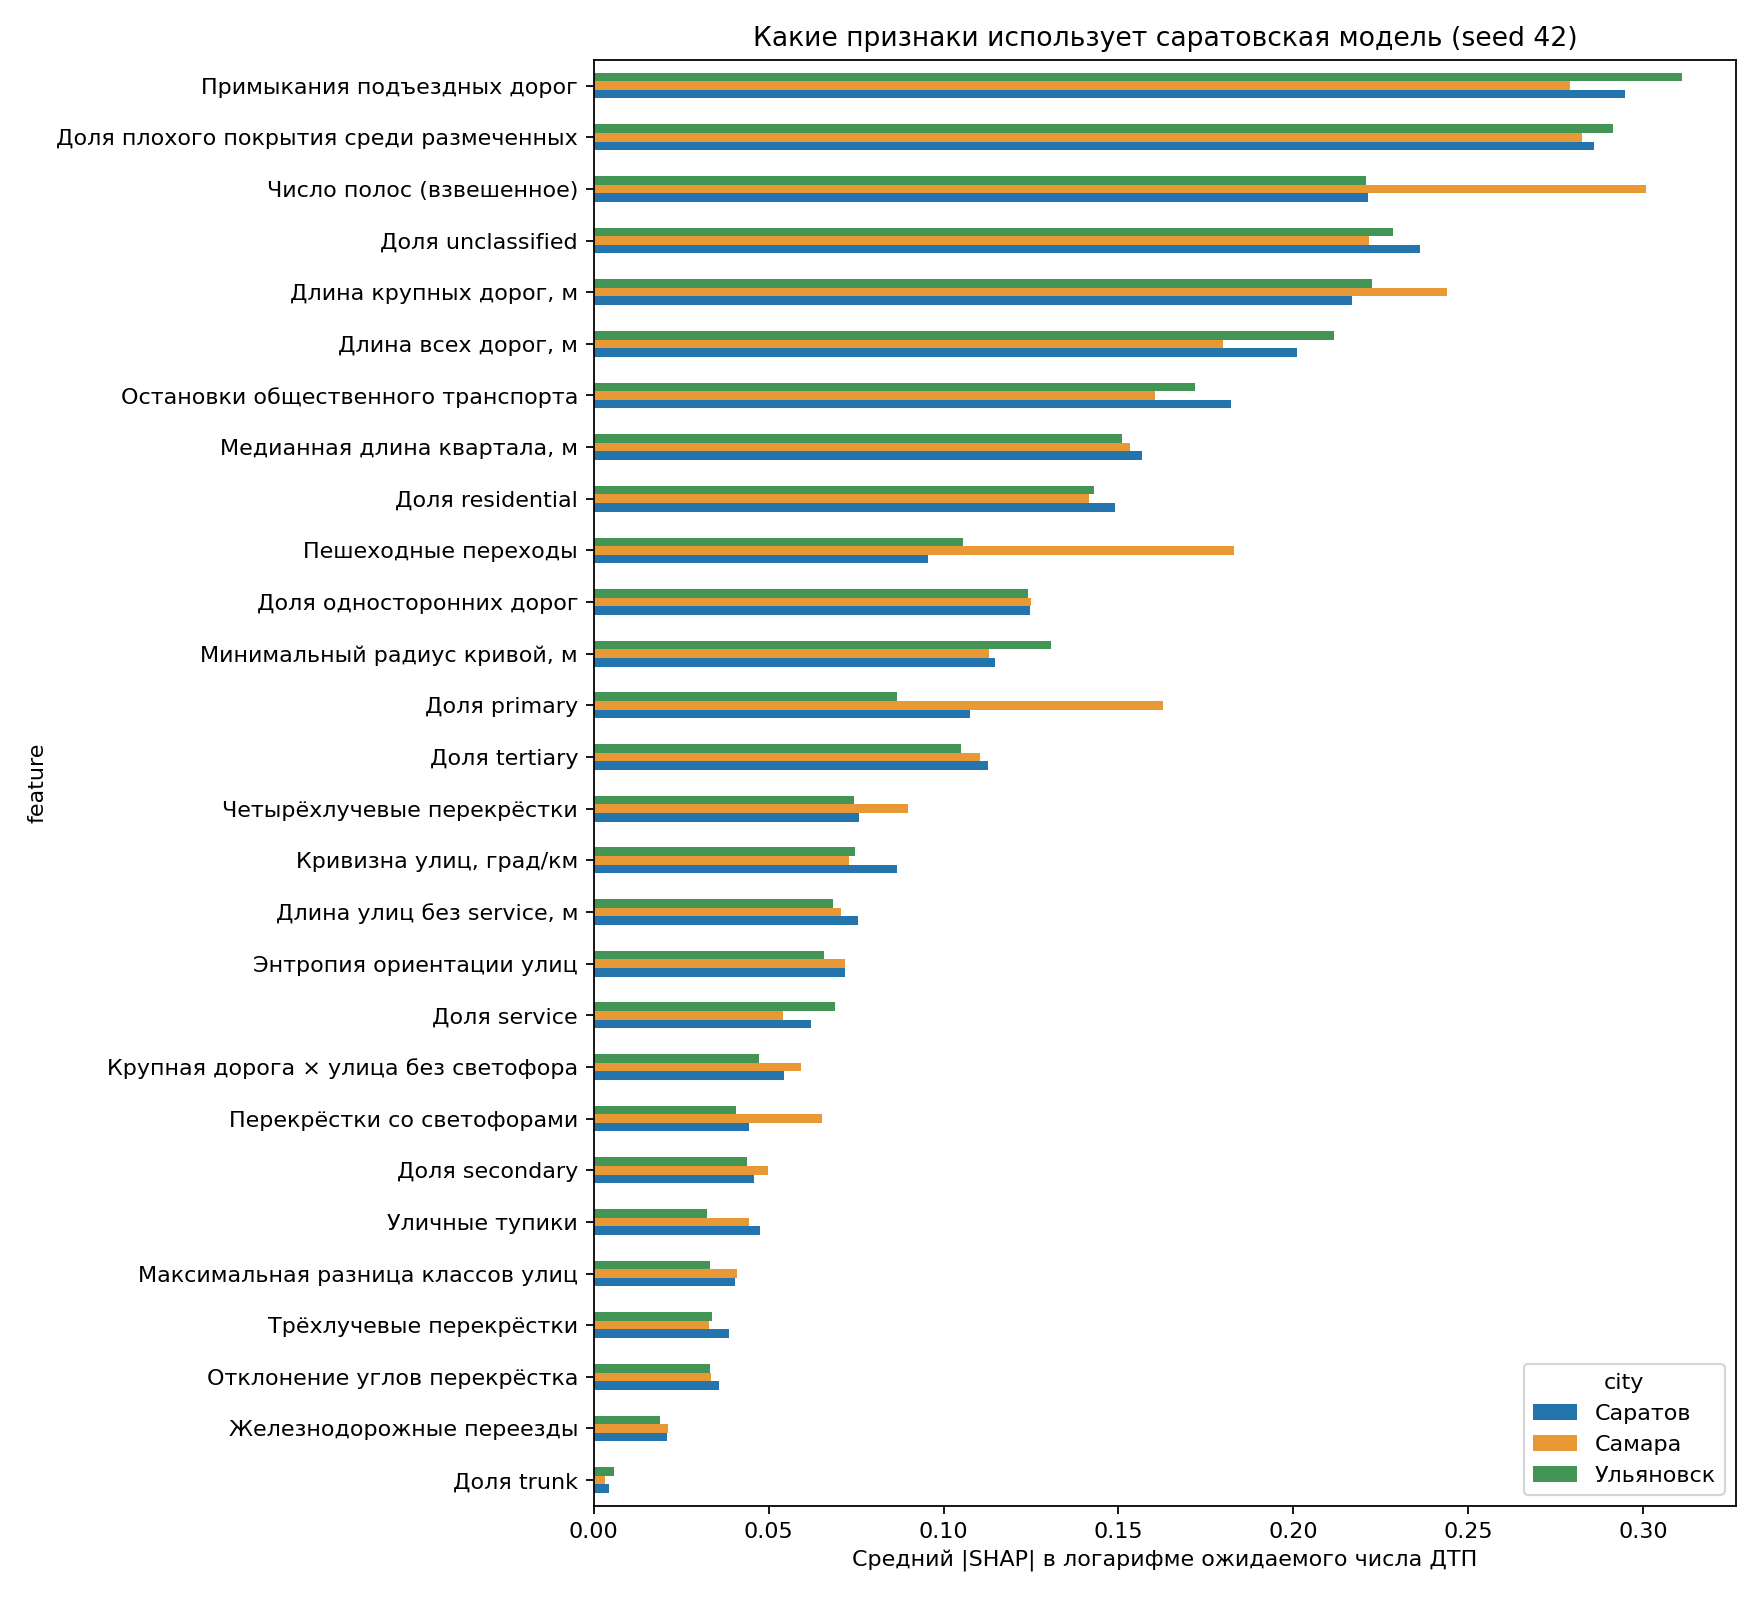 Какие признаки использует саратовская модель (seed 42)
Примыкания подъездных дорог
Доля плохого покрытия среди размеченных
Число полос (взвешенное)
Доля unclassified
Длина крупных дорог, м
Длина всех дорог, м
Остановки общественного транспорта
Медианная длина квартала, м
Доля residential
Пешеходные переходы
Доля односторонних дорог
Минимальный радиус кривой, м
Доля primary
Доля tertiary
Четырёхлучевые перекрёстки
Кривизна улиц, град/км
Длина улиц без service, м
Энтропия ориентации улиц
Доля service
Крупная дорога × улица без светофора
Перекрёстки со светофорами
Доля secondary
Уличные тупики
Максимальная разница классов улиц
Трёхлучевые перекрёстки
Отклонение углов перекрёстка
Железнодорожные переезды
Доля trunk
feature
city
Саратов
Самара
Ульяновск
0.00 0.05 0.10 0.15 0.20 0.25 0.30
Средний |SHAP| в логарифме ожидаемого числа ДТП